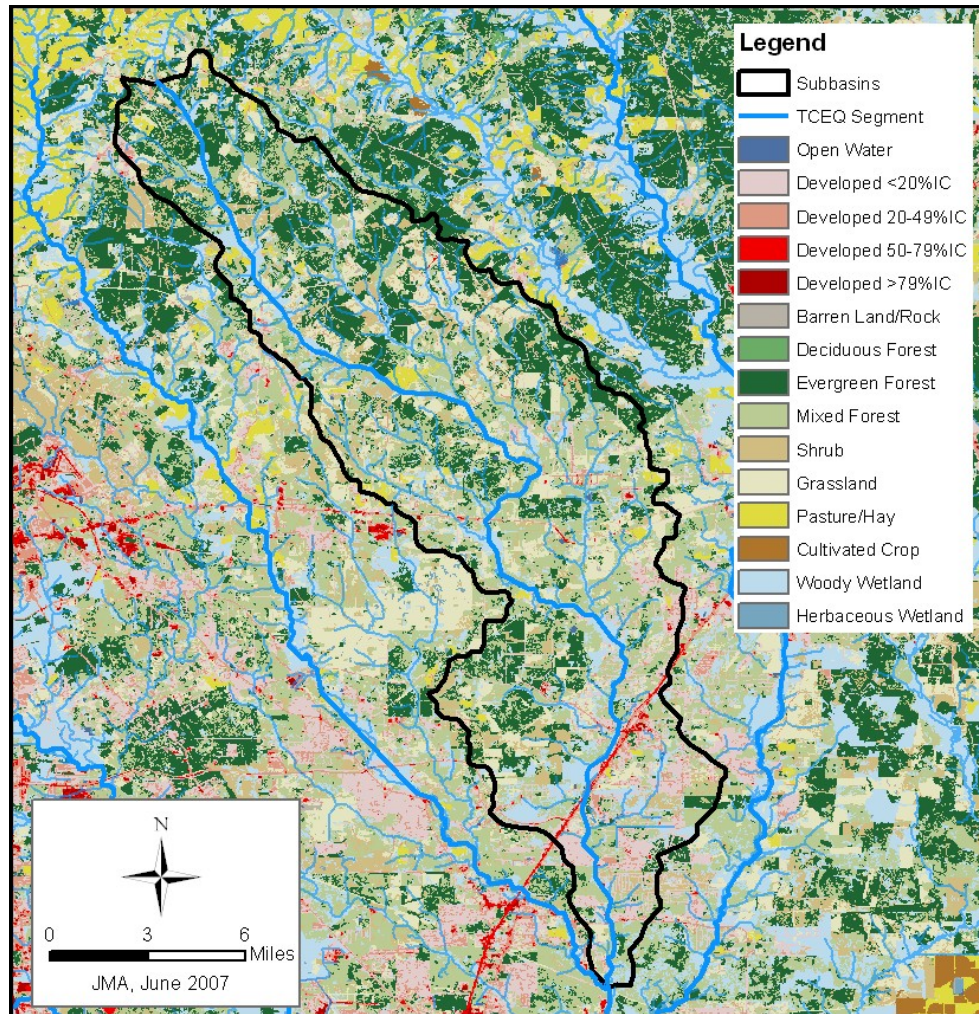 Legend
Subbasins
TCEQ Segment
Open Water
Developed <20%IC
Developed 20-49%IC
Developed 50-79%IC
Developed >79%IC
Barren Land/Rock
Deciduous Forest
Evergreen Forest
Mixed Forest
Shrub
Grassland
Pasture/Hay
Cultivated Crop
Woody Wetland
Herbaceous Wetland
N
0 3 6
Miles
JMA, June 2007